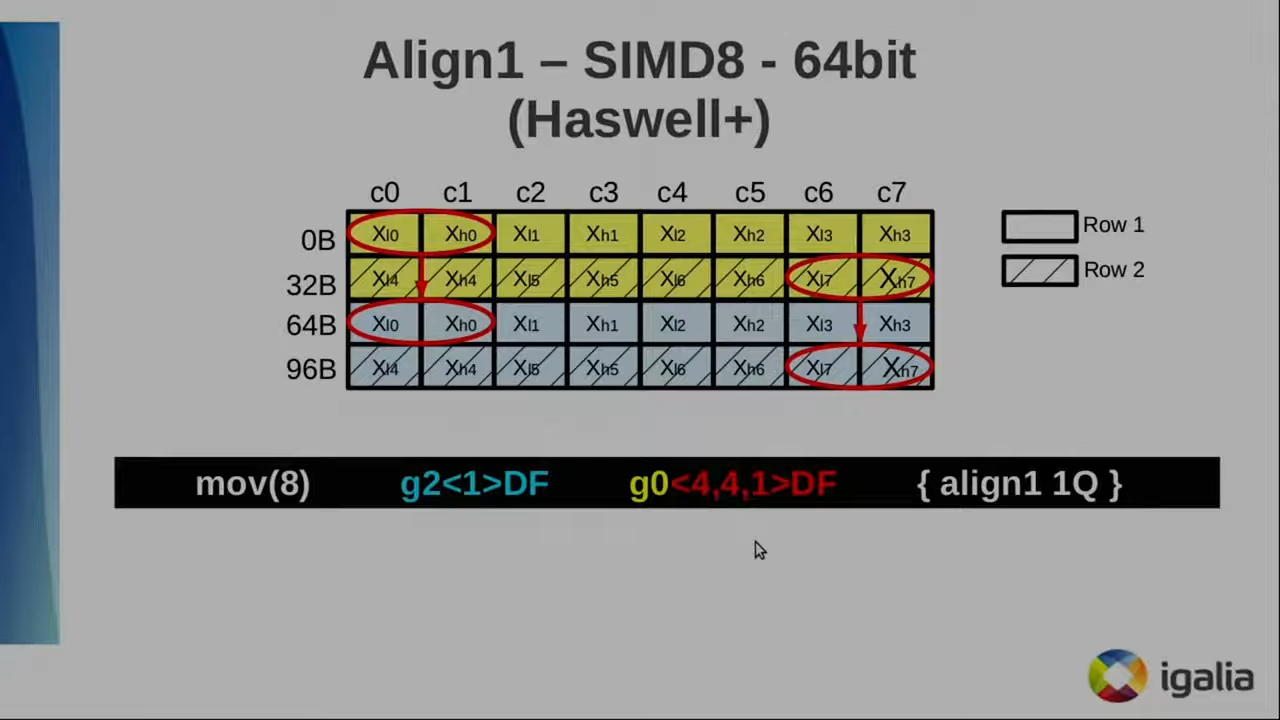 Align1 – SIMD8 - 64bit
(Haswell+)
c0 c1 c2 c3 c4 c5 c6 c7
0B Xl0 Xh0 Xl1 Xh1 Xl2 Xh2 Xl3 Xh3 Row 1
32B Xl4 Xh4 Xl5 Xh5 Xl6 Xh6 Xl7 Xh7 Row 2
64B Xl0 Xh0 Xl1 Xh1 Xl2 Xh2 Xl3 Xh3
96B Xl4 Xh4 Xl5 Xh5 Xl6 Xh6 Xl7 Xh7
mov(8) g2<1>DF g0<4,4,1>DF { align1 1Q }
igalia